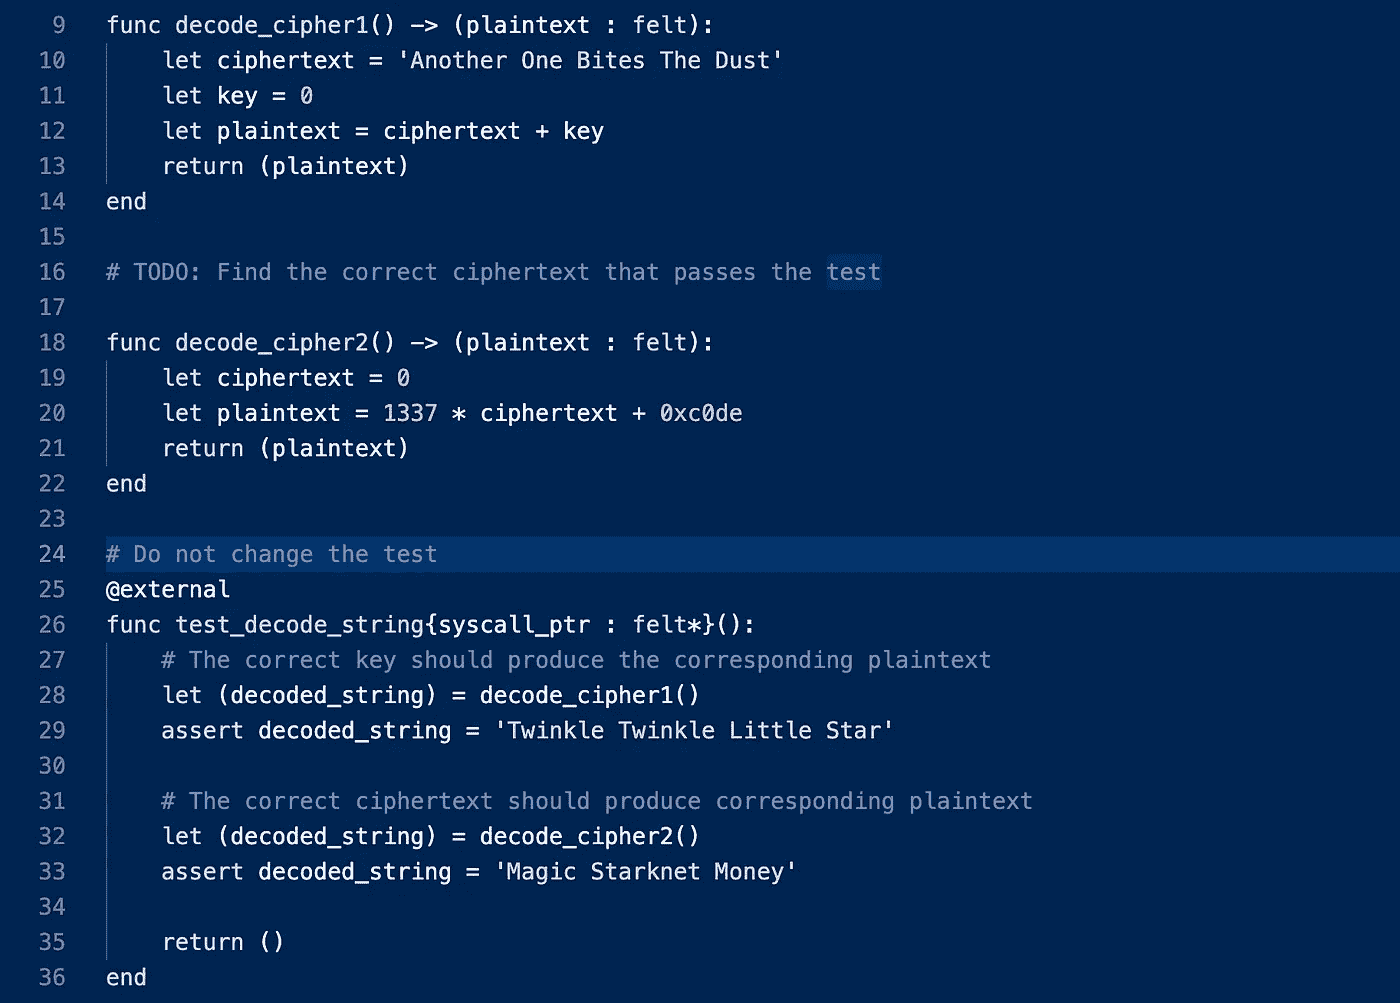 9 func decode_cipher1() -> (plaintext : felt):
10 let ciphertext = 'Another One Bites The Dust'
11 let key = 0
12 let plaintext = ciphertext + key
13 return (plaintext)
14 end
15
16 # TODO: Find the correct ciphertext that passes the test
17
18 func decode_cipher2() -> (plaintext : felt):
19 let ciphertext = 0
20 let plaintext = 1337 * ciphertext + 0xc0de
21 return (plaintext)
22 end
23
24 # Do not change the test
25 @external
26 func test_decode_string{syscall_ptr : felt*}():
27 # The correct key should produce the corresponding plaintext
28 let (decoded_string) = decode_cipher1()
29 assert decoded_string = 'Twinkle Twinkle Little Star'
30
31 # The correct ciphertext should produce corresponding plaintext
32 let (decoded_string) = decode_cipher2()
33 assert decoded_string = 'Magic Starknet Money'
34
35 return ()
36 end